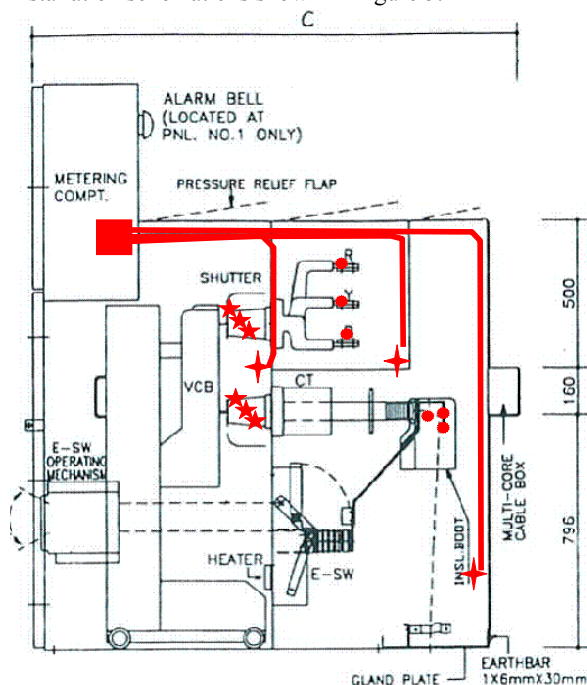 C
ALARM BELL
(LOCATED AT
PNL. NO.1 ONLY)
METERING
COMPT.
PRESSURE RELIEF FLAP
SHUTTER
R
Y
VCB
CT
500
160
796
E-SW
OPERATING
MECHANISM
HEATER
E-SW
INSL.BOOT
MULTI-CORE
CABLE BOX
GLAND PLATE
EARTHBAR
1X6mmX30mm